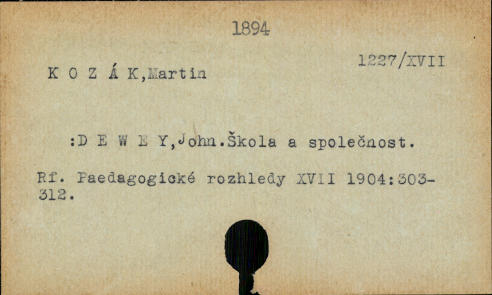 1894
1227/XVII
K O Z Á K,Martin
:D E W E Y,John.Škola a společnost.
Rf. Paedagogické rozhledy XVII 1904:303-
312.